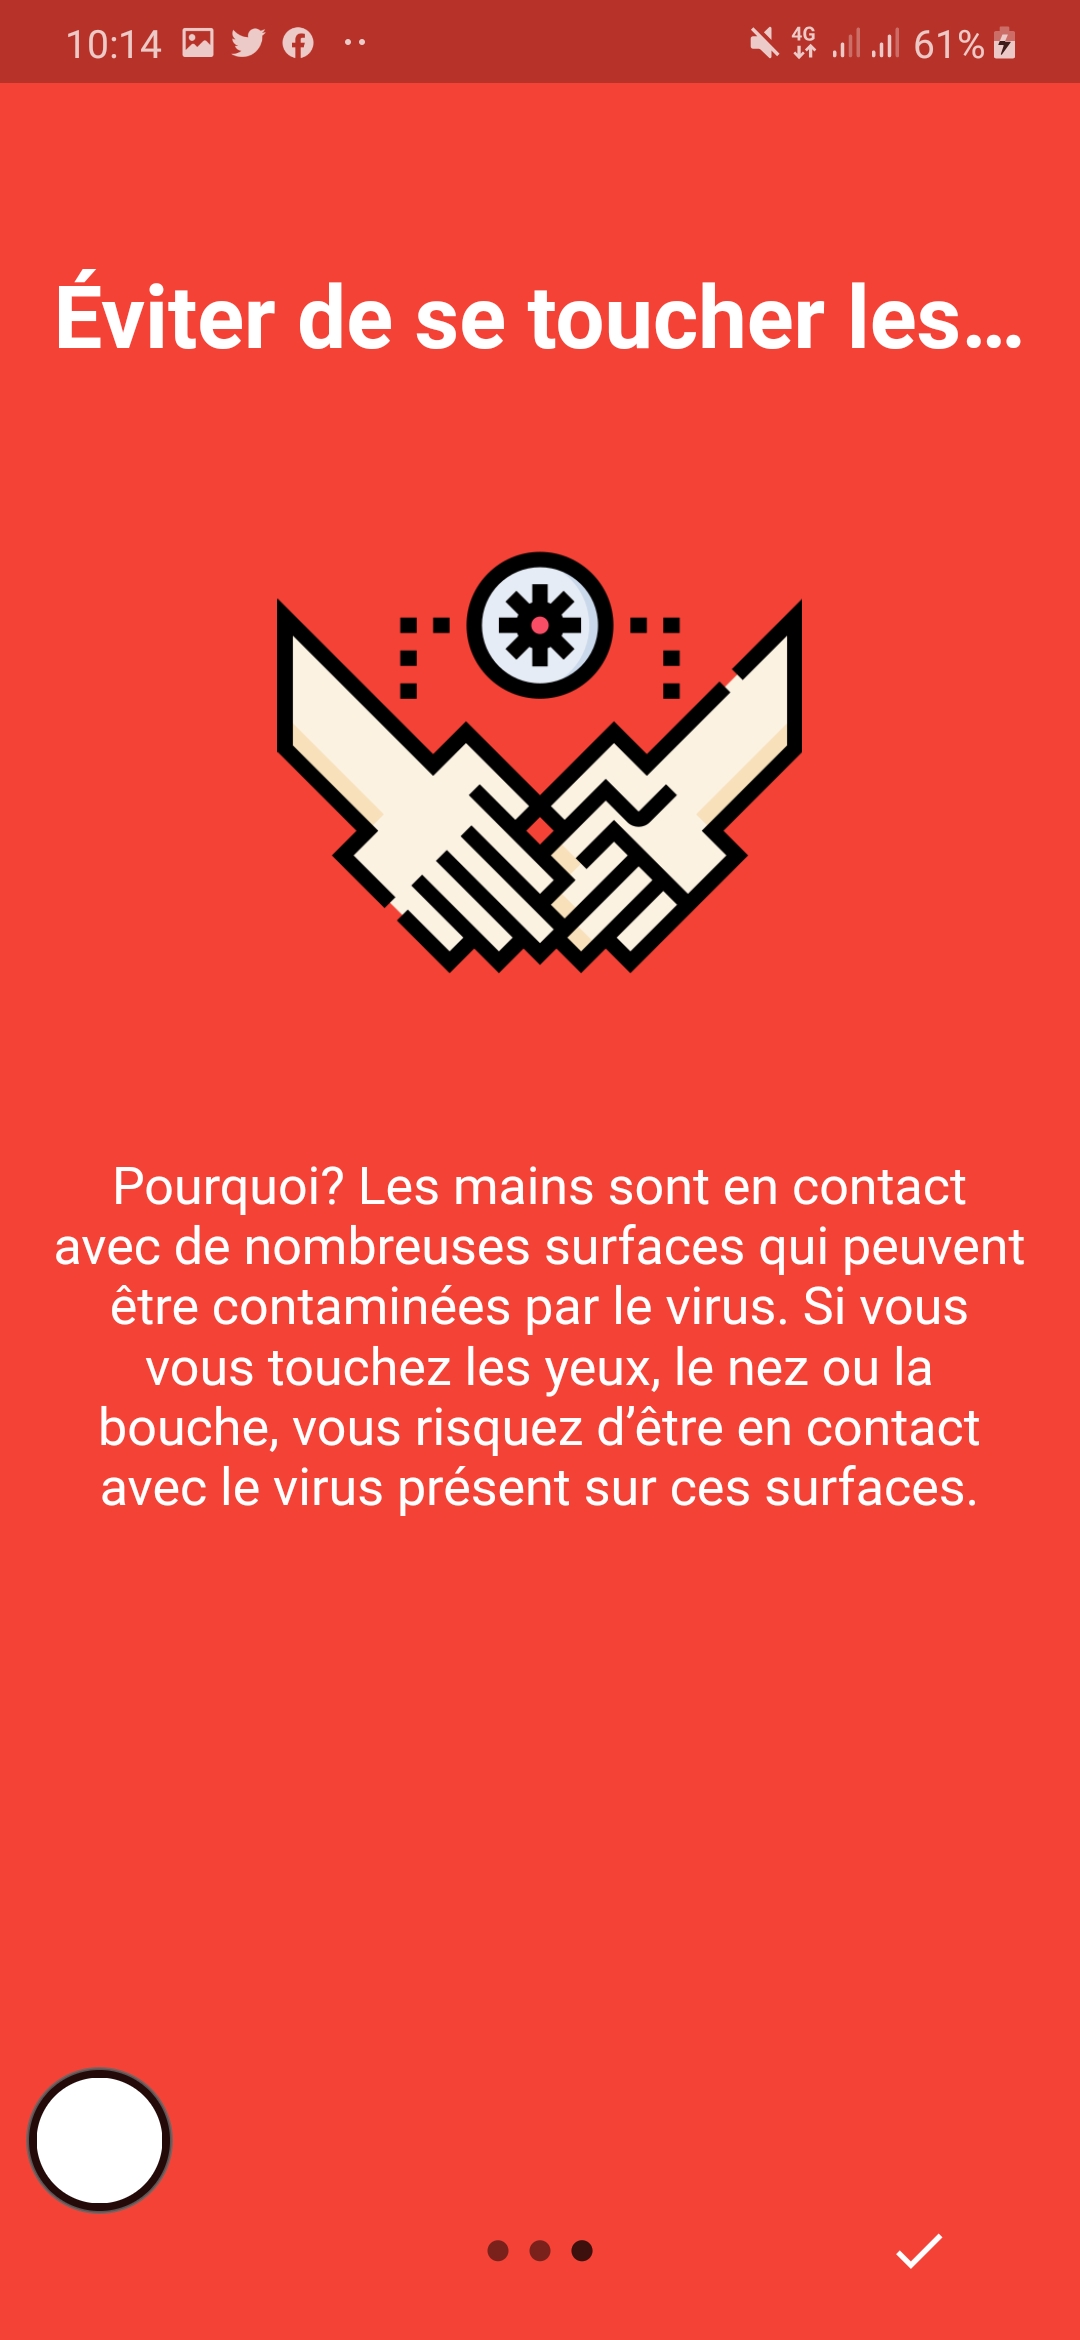 10:14
4G
61%
Éviter de se toucher les...
Pourquoi? Les mains sont en contact
avec de nombreuses surfaces qui peuvent
être contaminées par le virus. Si vous
vous touchez les yeux, le nez ou la
bouche, vous risquez d’être en contact
avec le virus présent sur ces surfaces.